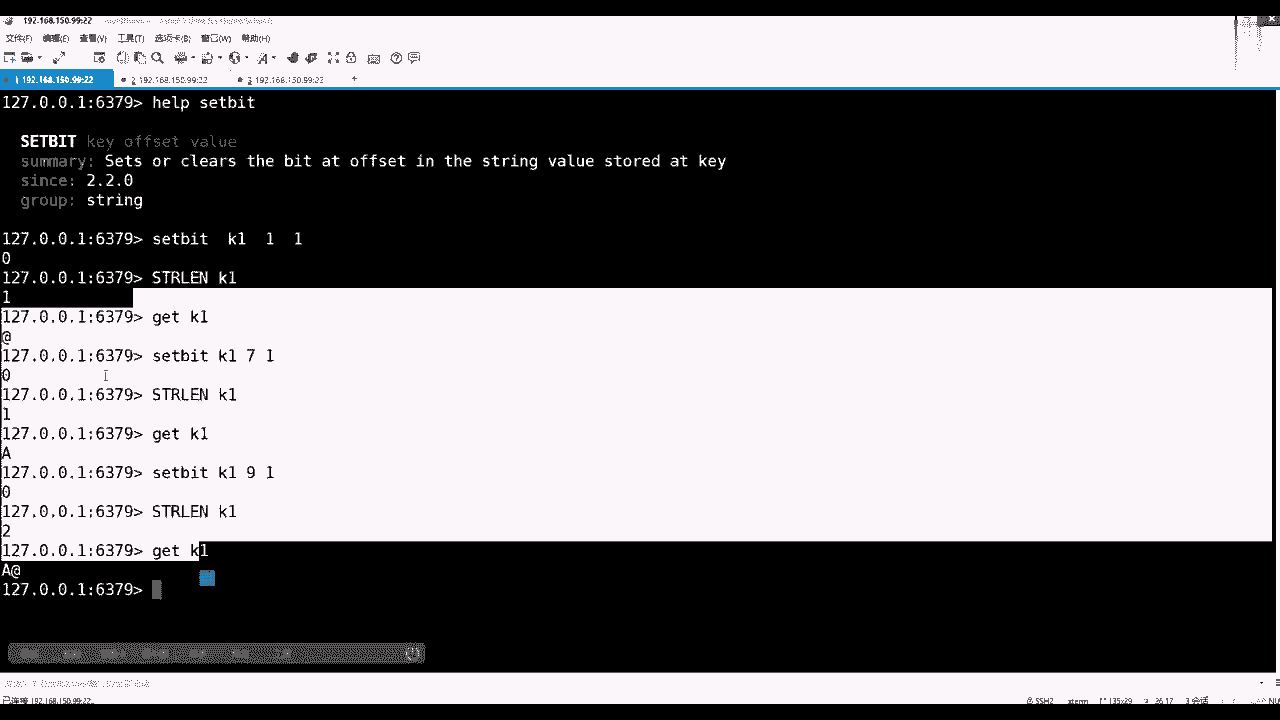 192.168.150.99:22
文件(F) 编辑(E) 查看(V) 工具(T) 选项卡(B) 窗口(W) 帮助(H)
1 192.168.150.99:22 2 192.168.150.99:22 3 192.168.150.99:22 +
127.0.0.1:6379> help setbit
SETBIT key offset value
summary: Sets or clears the bit at offset in the string value stored at key
since: 2.2.0
group: string
127.0.0.1:6379> setbit  k1  1  1
0
127.0.0.1:6379> STRLEN k1
1
127.0.0.1:6379> get k1
@
127.0.0.1:6379> setbit k1 7 1
0
127.0.0.1:6379> STRLEN k1
1
127.0.0.1:6379> get k1
A
127.0.0.1:6379> setbit k1 9 1
0
127.0.0.1:6379> STRLEN k1
2
127.0.0.1:6379> get k1
A@
127.0.0.1:6379>
已连接 192.168.150.99:22 SSH2 xterm 135x29 26,17 3 会话